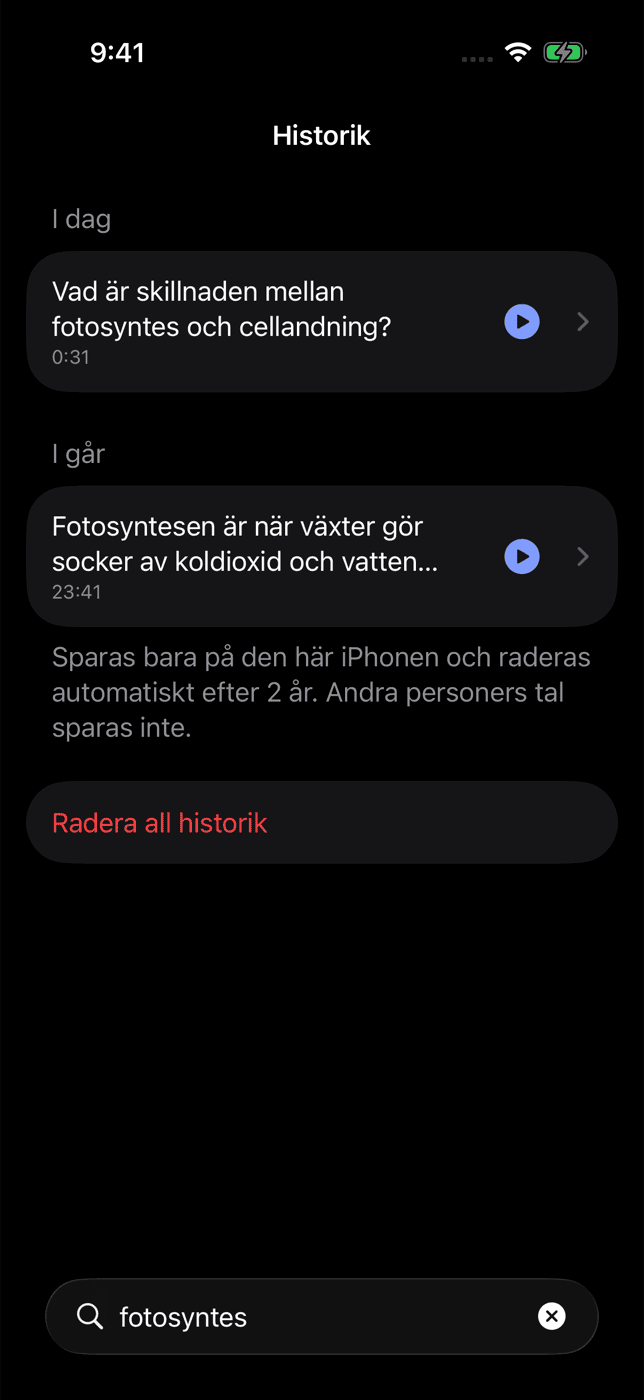 9:41
Historik
I dag
Vad är skillnaden mellan
fotosyntes och cellandning?
0:31
I går
Fotosyntesen är när växter gör
socker av koldioxid och vatten...
23:41
Sparas bara på den här iPhonen och raderas
automatiskt efter 2 år. Andra personers tal
sparas inte.
Radera all historik
fotosyntes